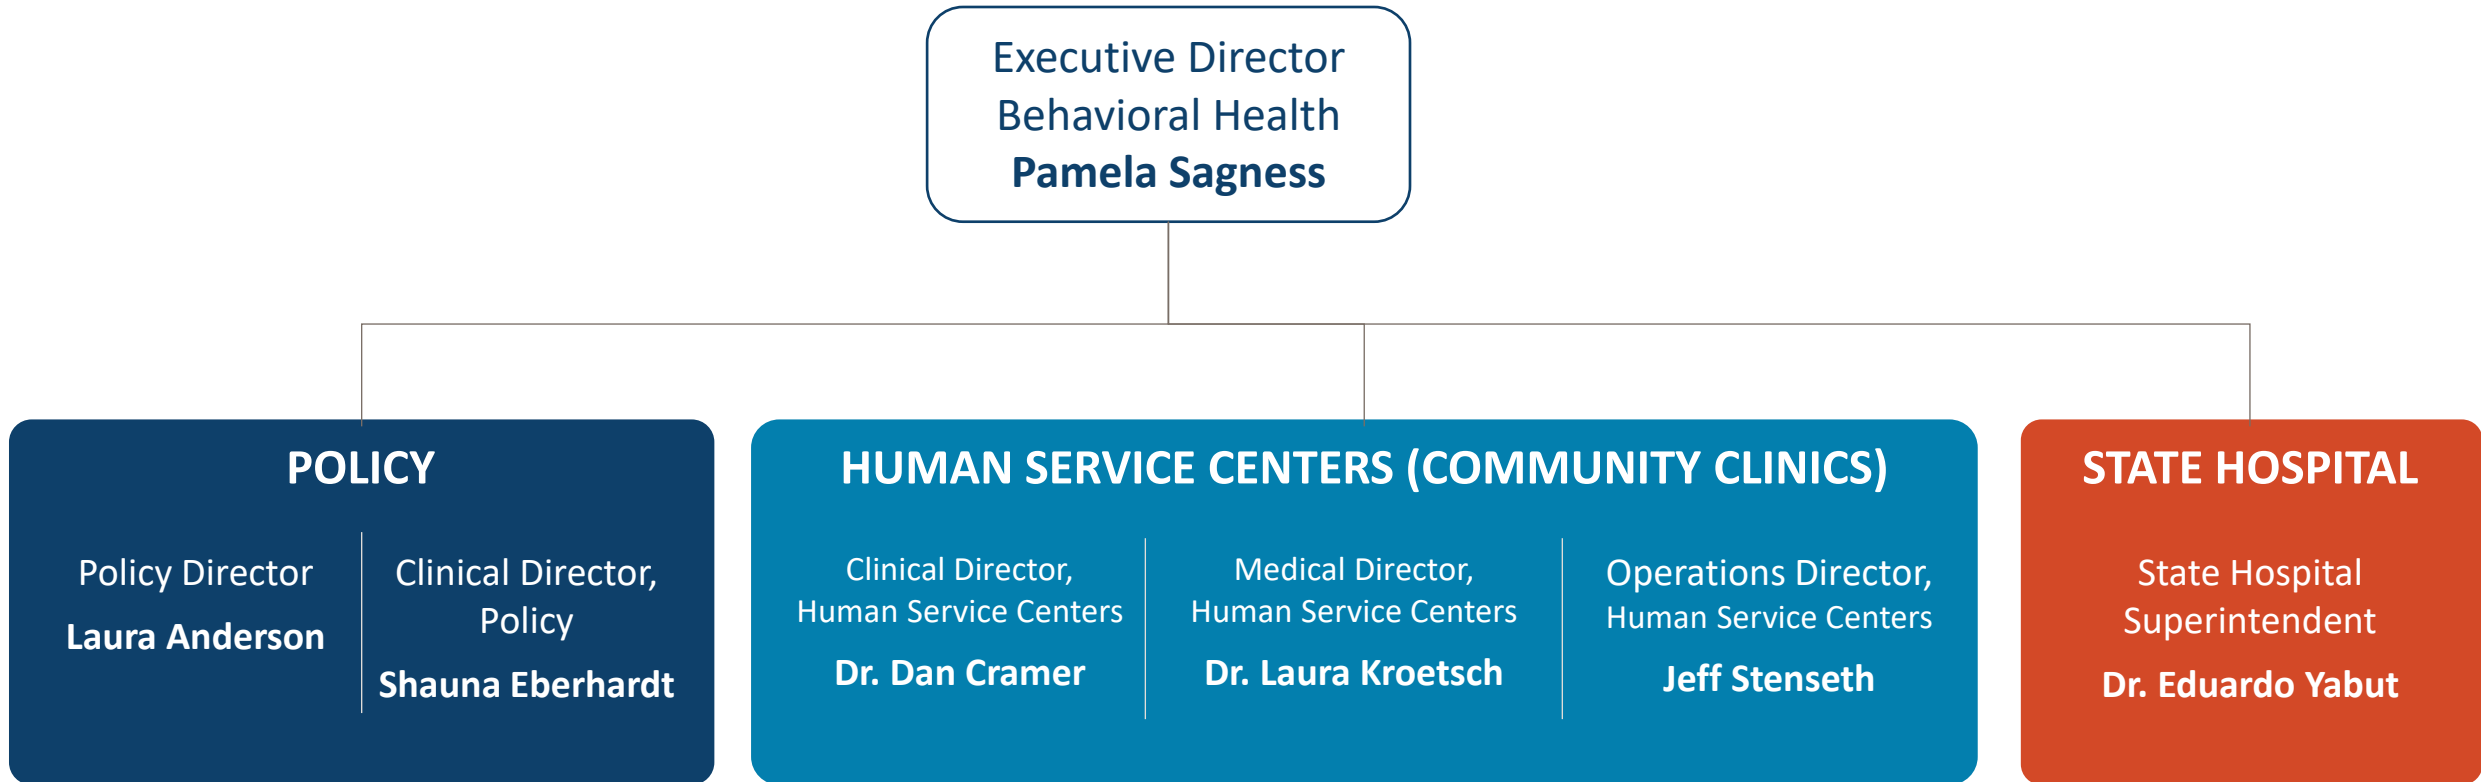 Executive Director
Behavioral Health
Pamela Sagness
POLICY
Policy Director
Laura Anderson
Clinical Director,
Policy
Shauna Eberhardt
HUMAN SERVICE CENTERS (COMMUNITY CLINICS)
Clinical Director,
Human Service Centers
Dr. Dan Cramer
Medical Director,
Human Service Centers
Dr. Laura Kroetsch
Operations Director,
Human Service Centers
Jeff Stenseth
STATE HOSPITAL
State Hospital
Superintendent
Dr. Eduardo Yabut